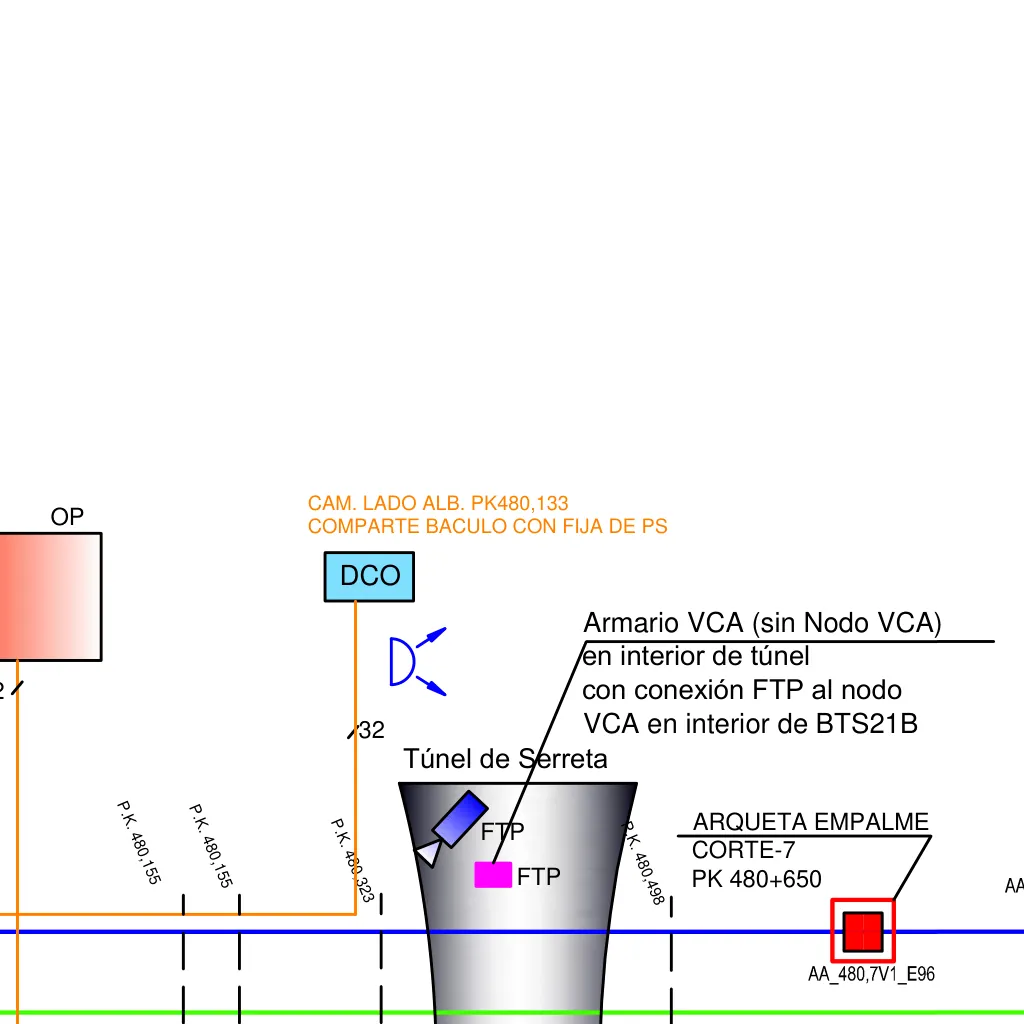 CAM. LADO ALB. PK480,133
COMPARTE BACULO CON FIJA DE PS
OP
DCO
Armario VCA (sin Nodo VCA)
en interior de túnel
con conexión FTP al nodo
VCA en interior de BTS21B
2
32
Túnel de Serreta
P.K. 480,155
P.K. 480,155
P.K. 480,323
FTP
FTP
P.K. 480,498
ARQUETA EMPALME
CORTE-7
PK 480+650
AA
AA_480,7V1_E96